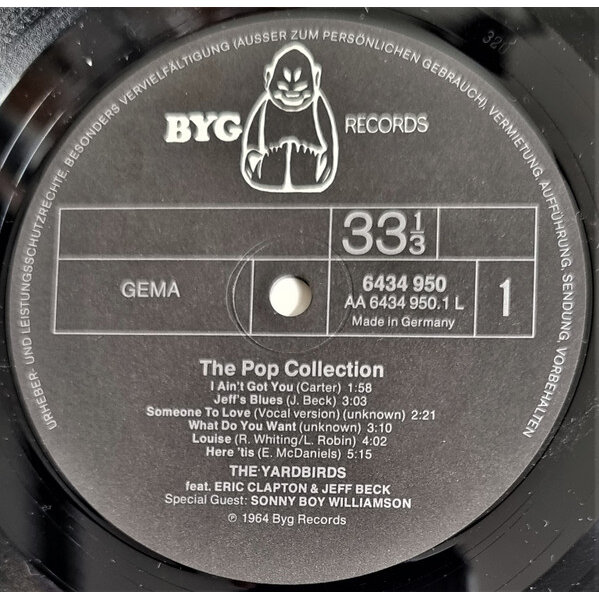 320
URHEBER- UND LEISTUNGSSCHUTZRECHTE, BESONDERS VERVIELFÄLTIGUNG (AUSSER ZUM PERSÖNLICHEN GEBRAUCH), VERMIETUNG, AUFFÜHRUNG, SENDUNG, VORBEHALTEN
BYG RECORDS
33 1/3
GEMA
6434 950
AA 6434 950.1 L
Made in Germany
1
The Pop Collection
I Ain't Got You (Carter) 1:58
Jeff's Blues (J. Beck) 3:03
Someone To Love (Vocal version) (unknown) 2:21
What Do You Want (unknown) 3:10
Louise (R. Whiting/L. Robin) 4:02
Here 'tis (E. McDaniels) 5:15
THE YARDBIRDS
feat. ERIC CLAPTON & JEFF BECK
Special Guest: SONNY BOY WILLIAMSON
℗ 1964 Byg Records